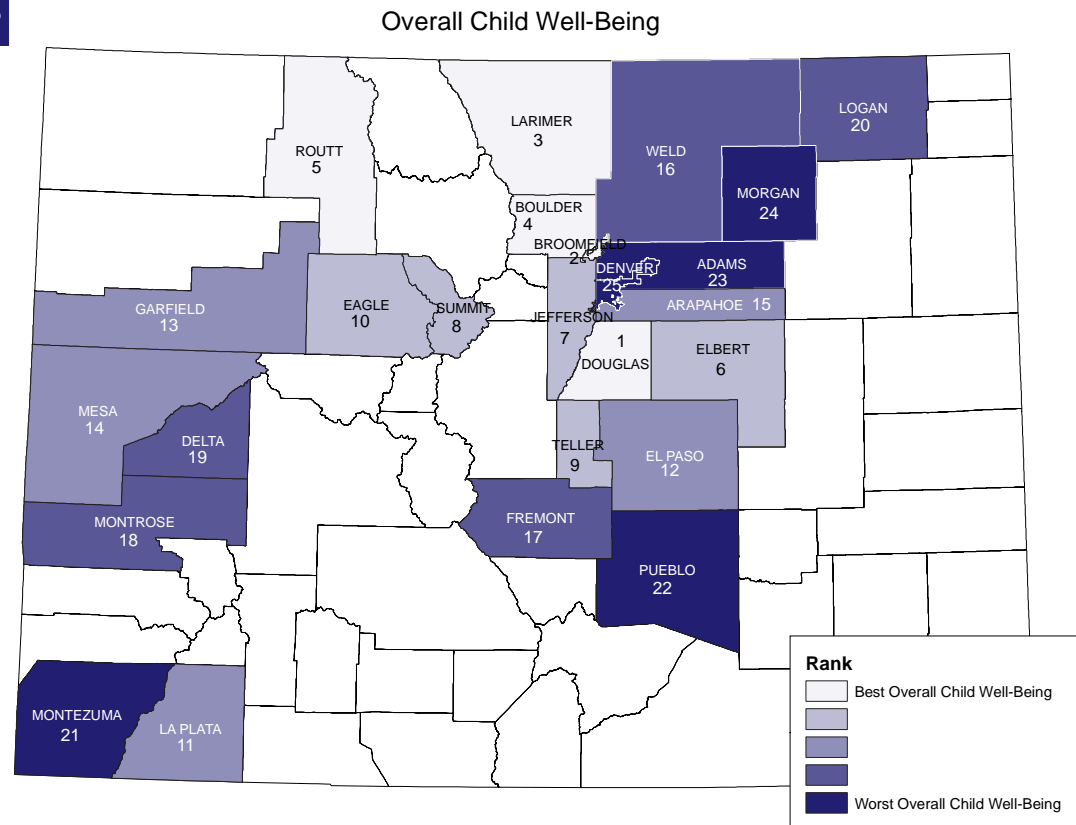 Overall Child Well-Being
LOGAN
20
LARIMER
3
ROUTT
5
WELD
16
MORGAN
24
BOULDER
4
BROOMFIELD
2
DENVER
25
ADAMS
23
ARAPAHOE 15
GARFIELD
13
EAGLE
10
SUMMIT
8
JEFFERSON
7
1
DOUGLAS
ELBERT
6
MESA
14
DELTA
19
TELLER
9
EL PASO
12
MONTROSE
18
FREMONT
17
PUEBLO
22
MONTEZUMA
21
LA PLATA
11
Rank
Best Overall Child Well-Being
Worst Overall Child Well-Being